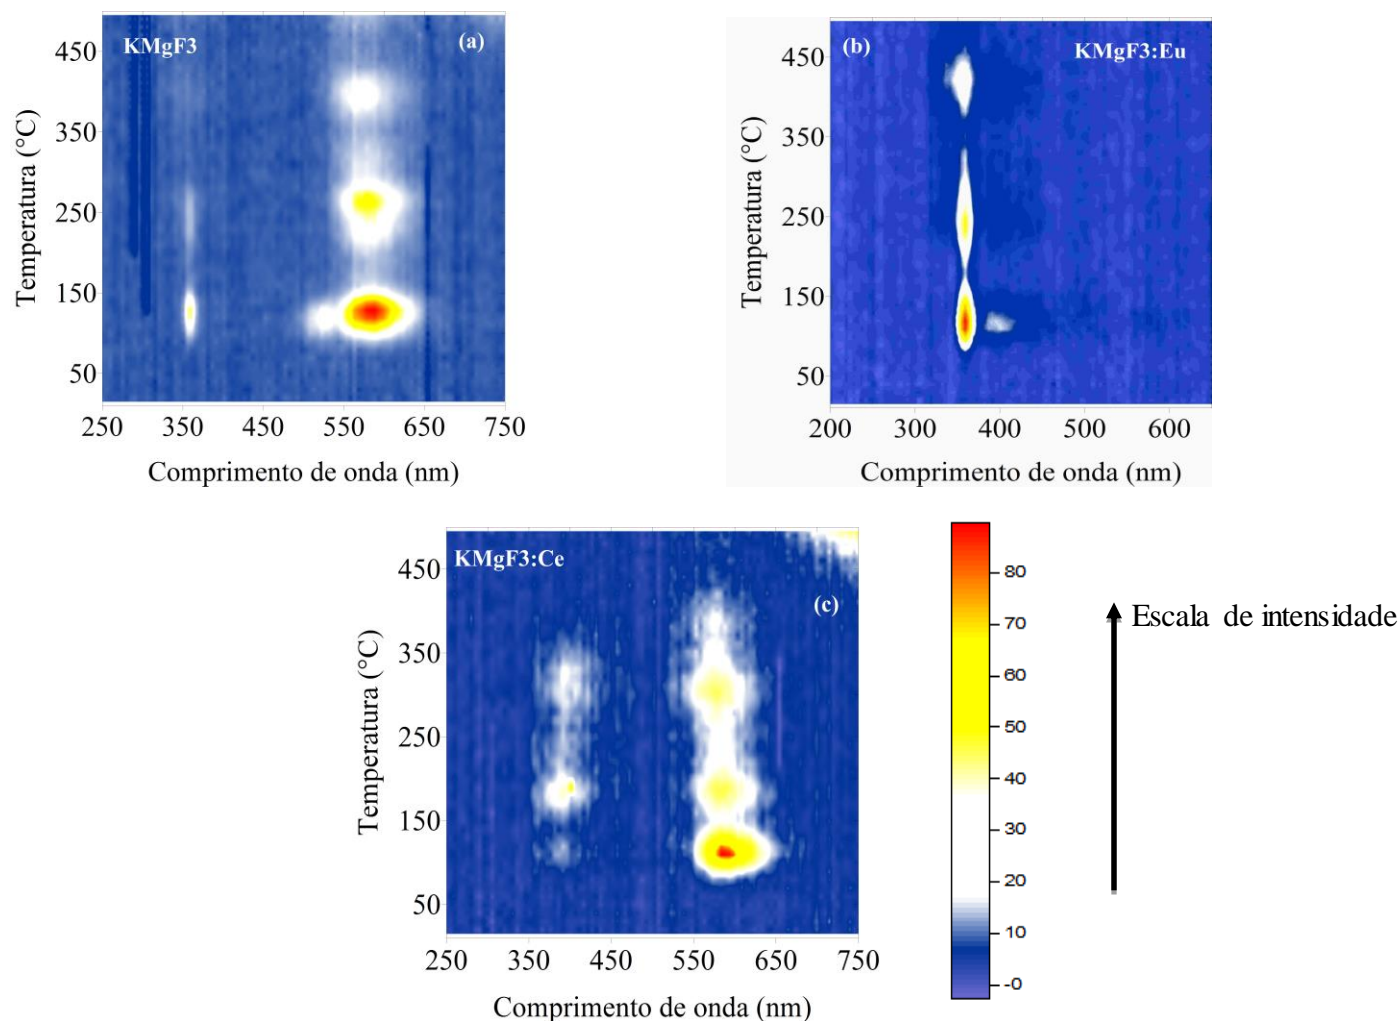 KMgF3
(a)
450
350
250
150
50
Temperatura (°C)
250 350 450 550 650 750
Comprimento de onda (nm)
(b)
KMgF3:Eu
450
350
250
150
50
Temperatura (°C)
200 300 400 500 600
Comprimento de onda (nm)
KMgF3:Ce
(c)
450
350
250
150
50
Temperatura (°C)
250 350 450 550 650 750
Comprimento de onda (nm)
80
70
60
50
40
30
20
10
-0
Escala de intensidade